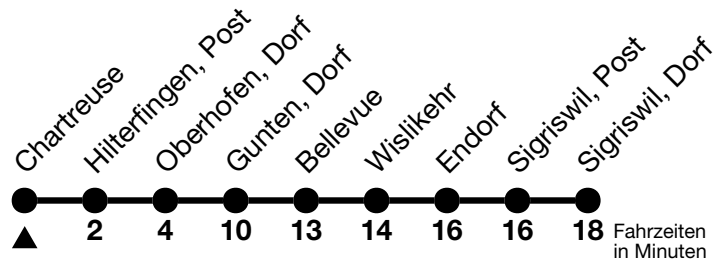 Chartreuse
Hilterfingen, Post
Oberhofen, Dorf
Gunten, Dorf
Bellevue
Wislikehr
Endorf
Sigriswil, Post
Sigriswil, Dorf
2 4 10 13 14 16 16 18 Fahrzeiten
in Minuten